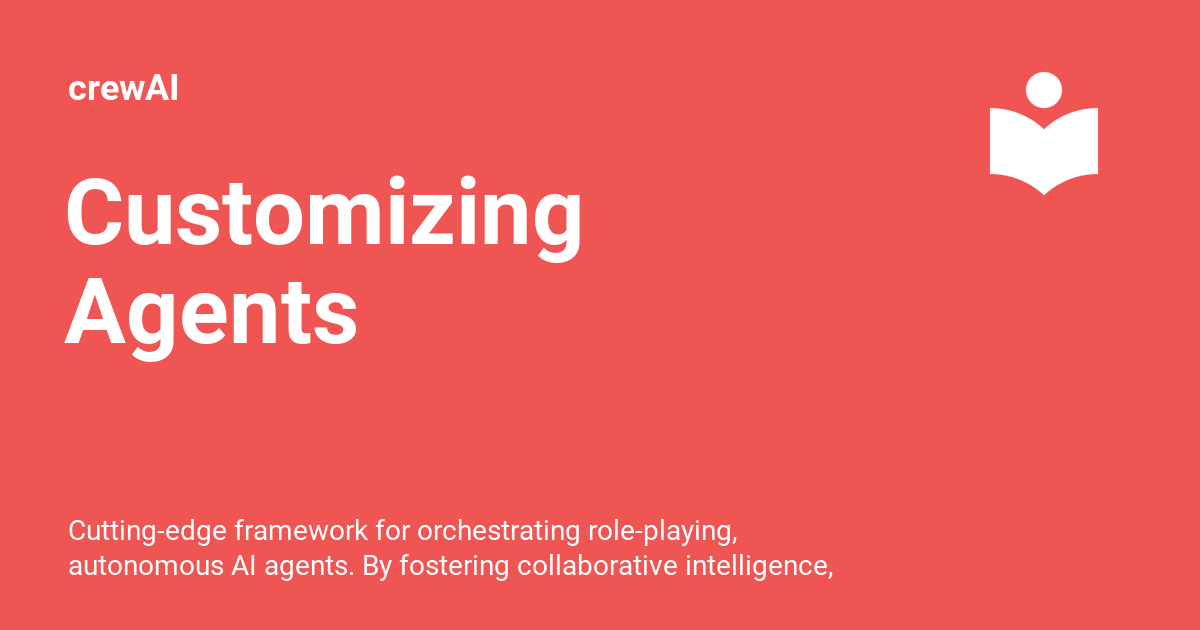 crewAI
Customizing
Agents
Cutting-edge framework for orchestrating role-playing,
autonomous AI agents. By fostering collaborative intelligence,